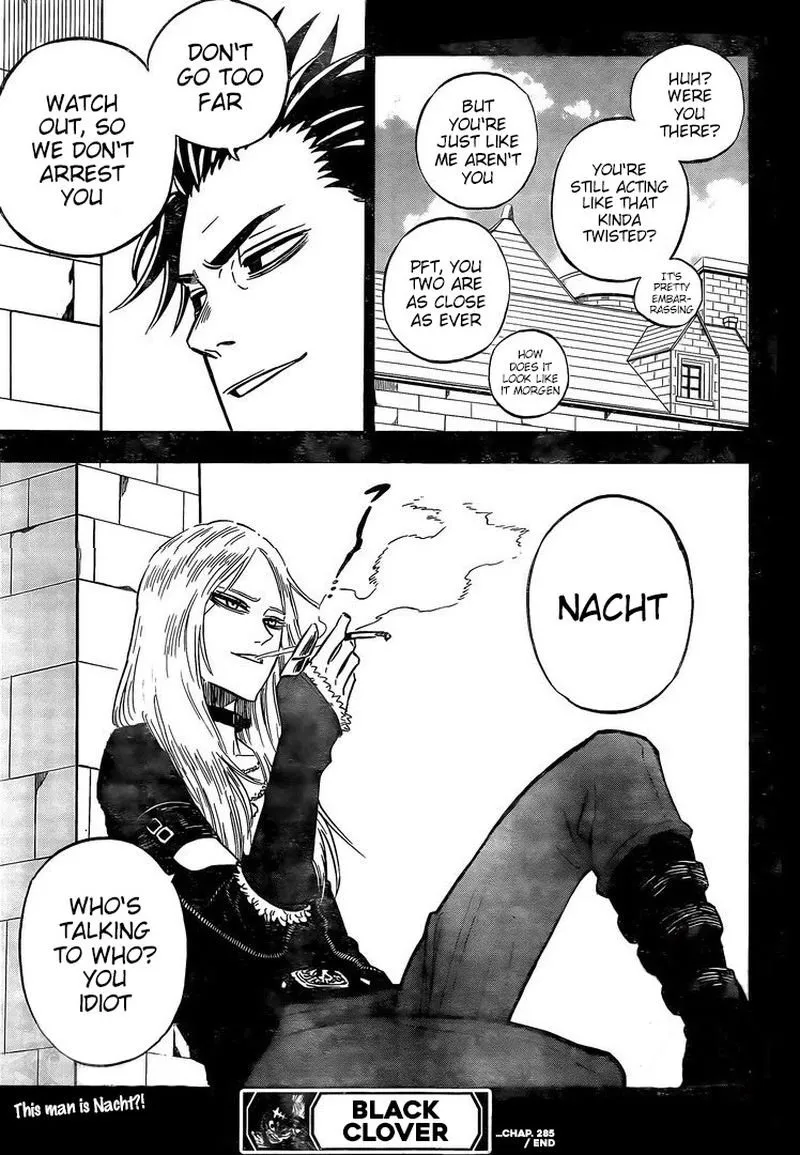 HUH?
WERE
YOU
THERE?
YOU'RE
STILL ACTING
LIKE THAT
KINDA
TWISTED?
IT'S
PRETTY
EMBAR-
RASSING
BUT
YOU'RE
JUST LIKE
ME AREN'T
YOU
PFT, YOU
TWO ARE
AS CLOSE
AS EVER
HOW
DOES IT
LOOK LIKE
IT MORGEN
DON'T
GO TOO
FAR
WATCH
OUT, SO
WE DON'T
ARREST
YOU
NACHT
WHO'S
TALKING
TO WHO?
YOU
IDIOT
This man is Nacht?!
BLACK
CLOVER
...CHAP. 285
/ END